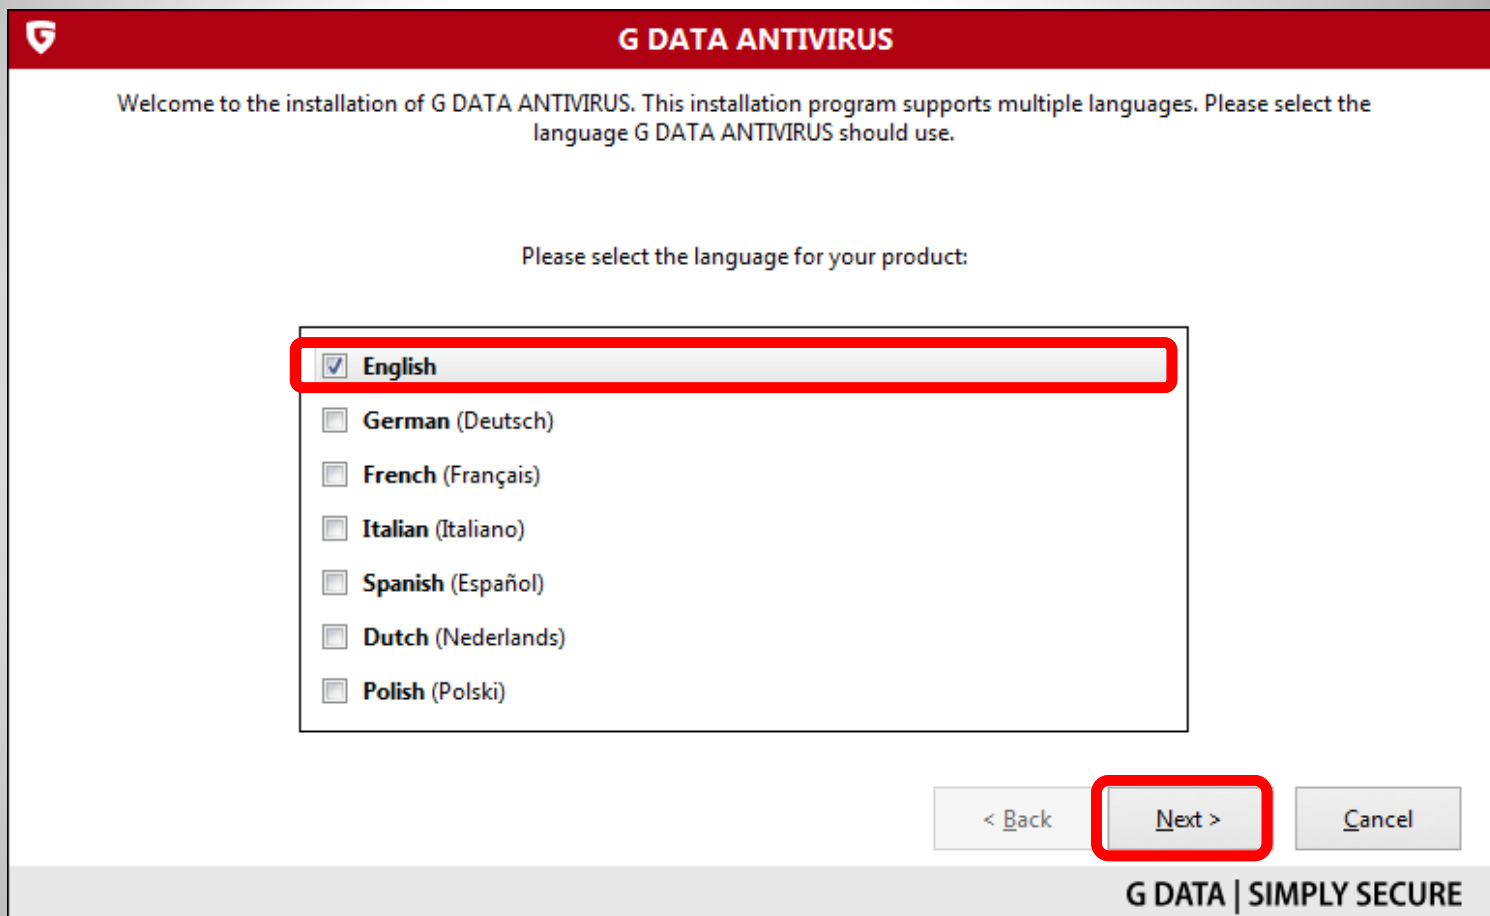 G DATA ANTIVIRUS
Welcome to the installation of G DATA ANTIVIRUS. This installation program supports multiple languages. Please select the
language G DATA ANTIVIRUS should use.
Please select the language for your product:
English
German (Deutsch)
French (Français)
Italian (Italiano)
Spanish (Español)
Dutch (Nederlands)
Polish (Polski)
< Back
Next >
Cancel
G DATA | SIMPLY SECURE